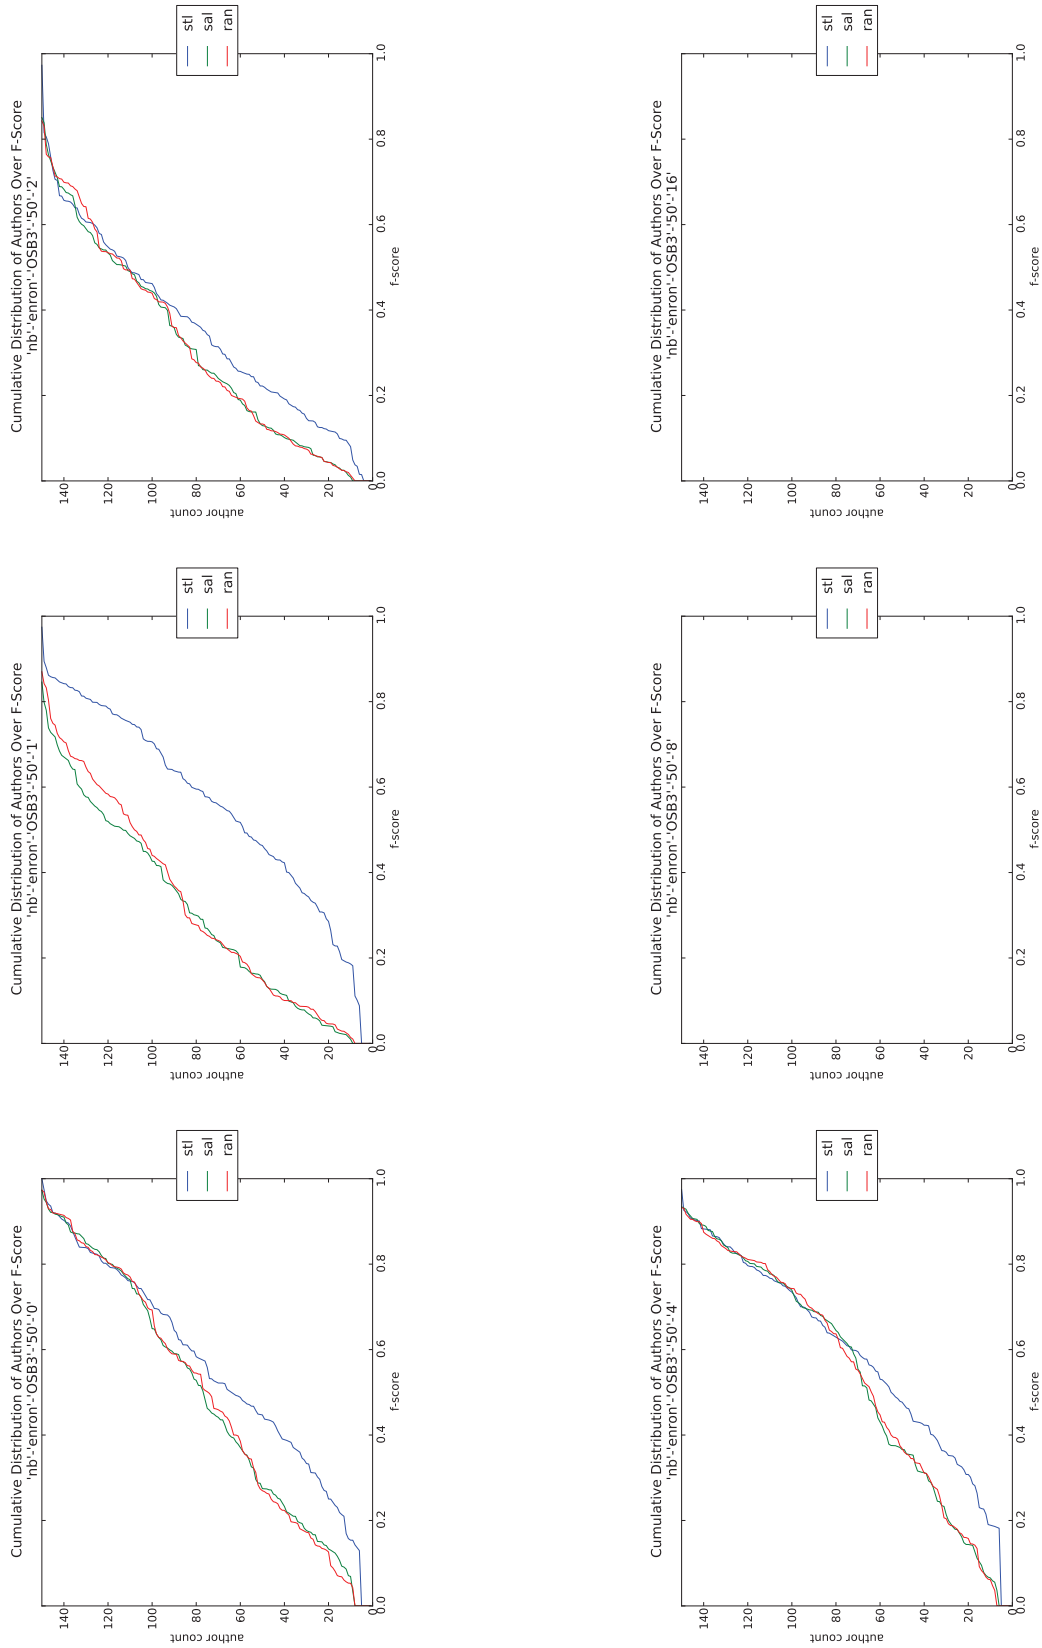 Cumulative Distribution of Authors Over F-Score
'nb'-'enron'-'OSB3'-'50'-'0'
author count
140
120
100
80
60
40
20
0
0.0 0.2 0.4 0.6 0.8 1.0
f-score
stl
sal
ran
Cumulative Distribution of Authors Over F-Score
'nb'-'enron'-'OSB3'-'50'-'1'
author count
140
120
100
80
60
40
20
0
0.0 0.2 0.4 0.6 0.8 1.0
f-score
stl
sal
ran
Cumulative Distribution of Authors Over F-Score
'nb'-'enron'-'OSB3'-'50'-'2'
author count
140
120
100
80
60
40
20
0
0.0 0.2 0.4 0.6 0.8 1.0
f-score
stl
sal
ran
Cumulative Distribution of Authors Over F-Score
'nb'-'enron'-'OSB3'-'50'-'4'
author count
140
120
100
80
60
40
20
0
0.0 0.2 0.4 0.6 0.8 1.0
f-score
stl
sal
ran
Cumulative Distribution of Authors Over F-Score
'nb'-'enron'-'OSB3'-'50'-'8'
author count
140
120
100
80
60
40
20
0
0.0 0.2 0.4 0.6 0.8 1.0
f-score
stl
sal
ran
Cumulative Distribution of Authors Over F-Score
'nb'-'enron'-'OSB3'-'50'-'16'
author count
140
120
100
80
60
40
20
0
0.0 0.2 0.4 0.6 0.8 1.0
f-score
stl
sal
ran